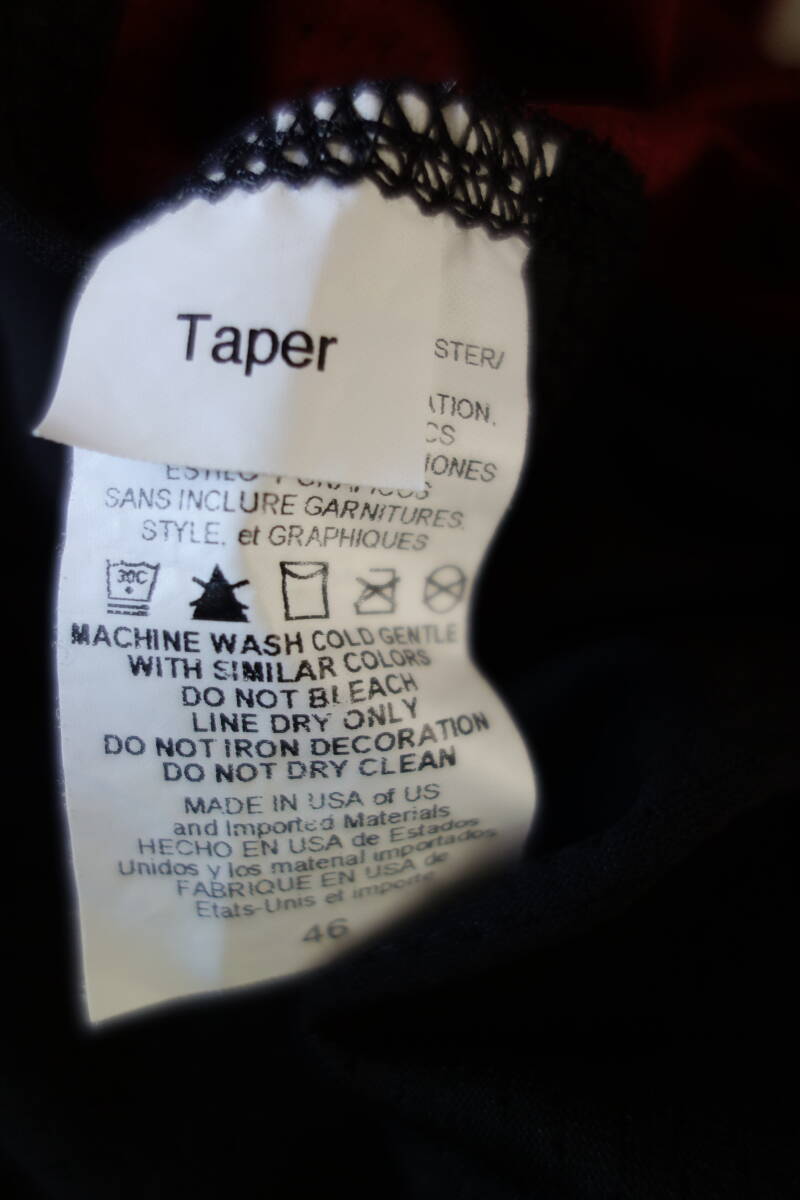 Taper
STER/
ATION,
CS
IONES
ESTILO Y GRAFICOS
SANS INCLURE GARNITURES,
STYLE, et GRAPHIQUES
30C
MACHINE WASH COLD GENTLE
WITH SIMILAR COLORS
DO NOT BLEACH
LINE DRY ONLY
DO NOT IRON DECORATION
DO NOT DRY CLEAN
MADE IN USA of US
and Imported Materials
HECHO EN USA de Estados
Unidos y los material importados
FABRIQUE EN USA de
Etats-Unis et importe
46